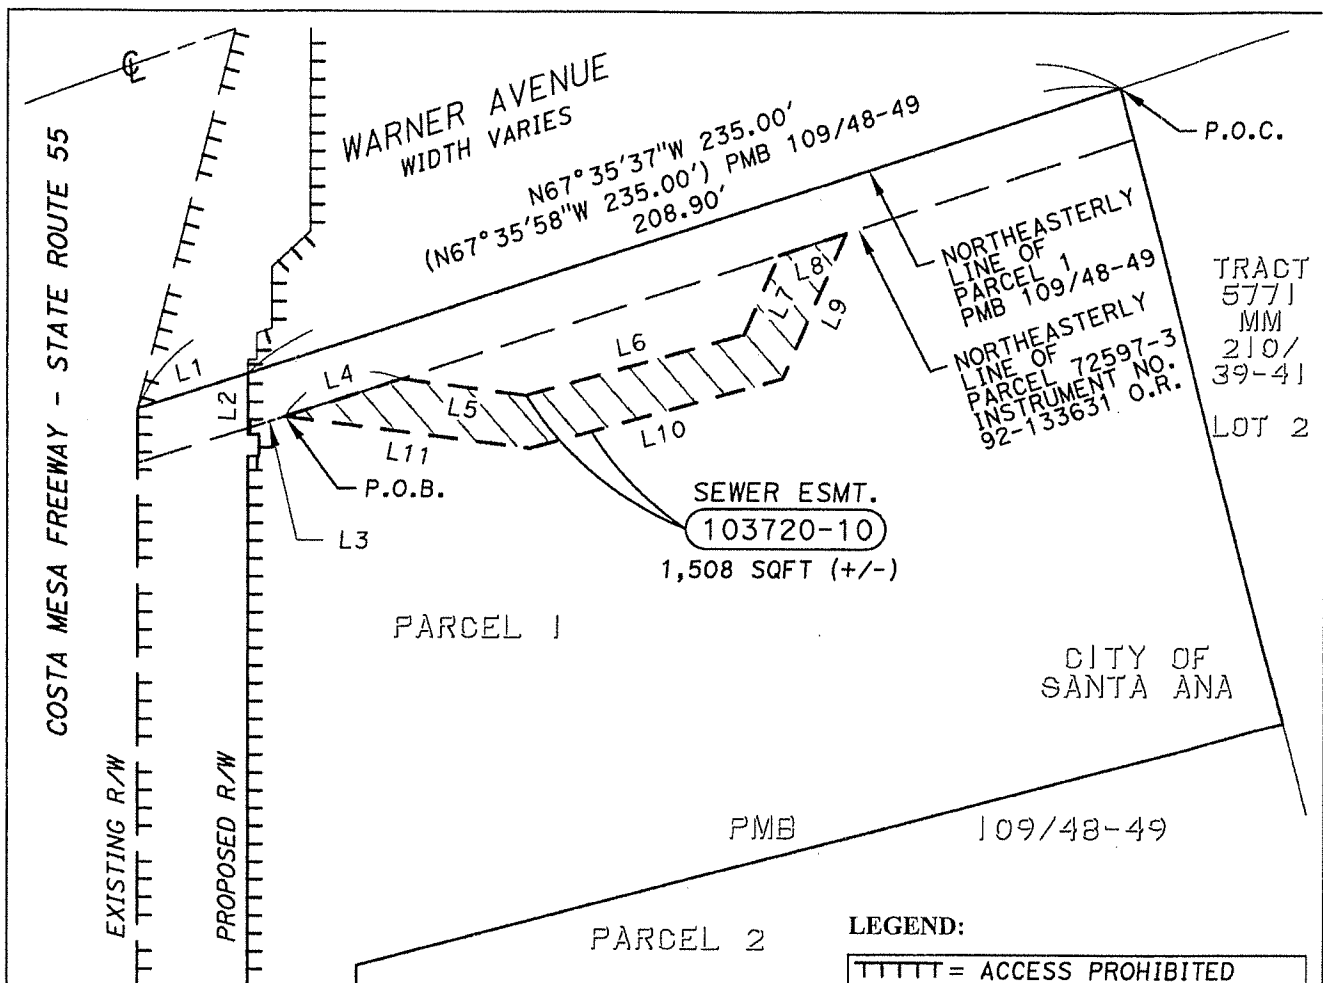 ℄
COSTA MESA FREEWAY - STATE ROUTE 55
WARNER AVENUE
WIDTH VARIES
N67°35'37"W 235.00'
(N67°35'58"W 235.00') PMB 109/48-49
208.90'
P.O.C.
NORTHEASTERLY
LINE OF
PARCEL 1
PMB 109/48-49
NORTHEASTERLY
LINE OF
PARCEL 72597-3
INSTRUMENT NO.
92-133631 O.R.
TRACT
5771
MM
210/
39-41
LOT 2
L1
L2
L4
L5
L6
L7
L8
L9
L10
L11
P.O.B.
L3
SEWER ESMT.
103720-10
1,508 SQFT (+/-)
PARCEL 1
CITY OF
SANTA ANA
EXISTING R/W
PROPOSED R/W
PMB 109/48-49
PARCEL 2
LEGEND:
= ACCESS PROHIBITED